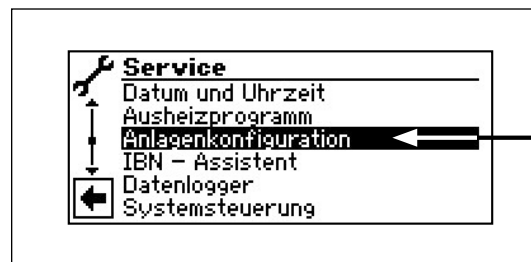 Service
Datum und Uhrzeit
Ausheizprogramm
Anlagenkonfiguration
IBN - Assistent
Datenlogger
Systemsteuerung